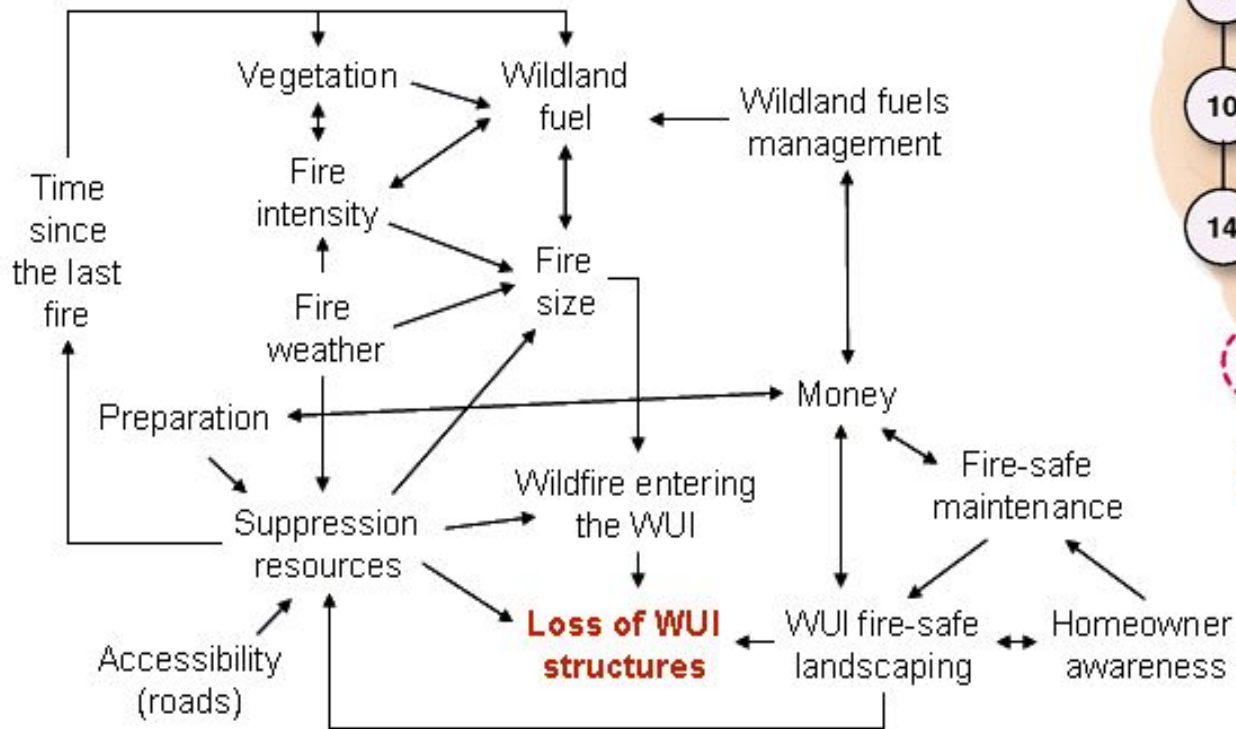 Vegetation
Wildland
fuel
Wildland fuels
management
10
Time
since
the last
fire
Fire
intensity
14
Fire
size
Fire
weather
Preparation
Money
Fire-safe
maintenance
Wildfire entering
the WUI
Suppression
resources
Loss of WUI
structures
WUI fire-safe
landscaping
Homeowner
awareness
Accessibility
(roads)